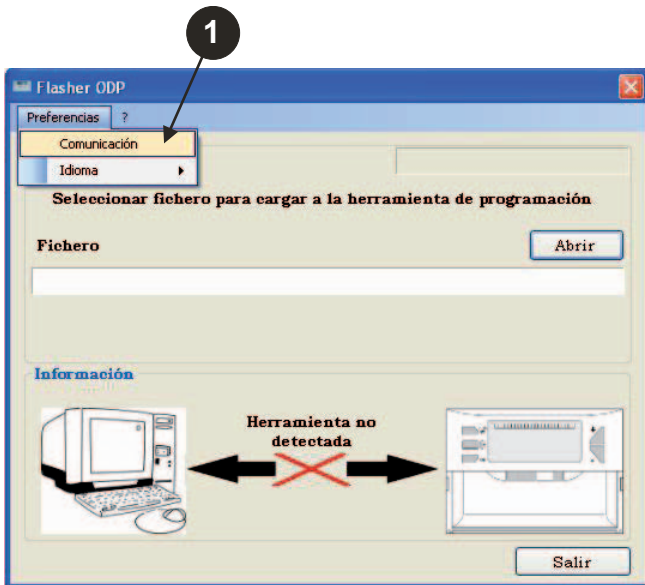 1
Flasher ODP
Preferencias ?
Comunicación
Idioma
Seleccionar fichero para cargar a la herramienta de programación
Fichero
Abrir
Información
Herramienta no
detectada
Salir